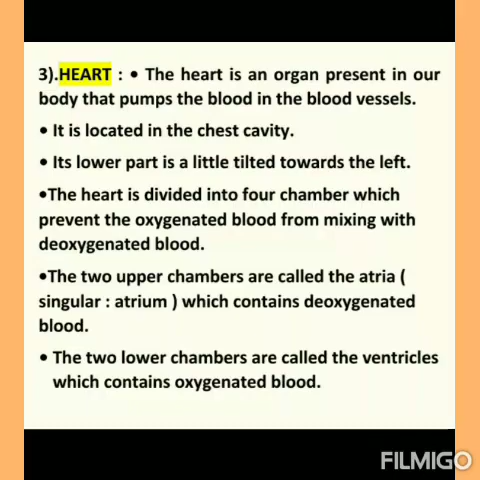 3).HEART : • The heart is an organ present in our
body that pumps the blood in the blood vessels.
• It is located in the chest cavity.
• Its lower part is a little tilted towards the left.
•The heart is divided into four chamber which
prevent the oxygenated blood from mixing with
deoxygenated blood.
•The two upper chambers are called the atria (
singular : atrium ) which contains deoxygenated
blood.
• The two lower chambers are called the ventricles
which contains oxygenated blood.
FILMIGO